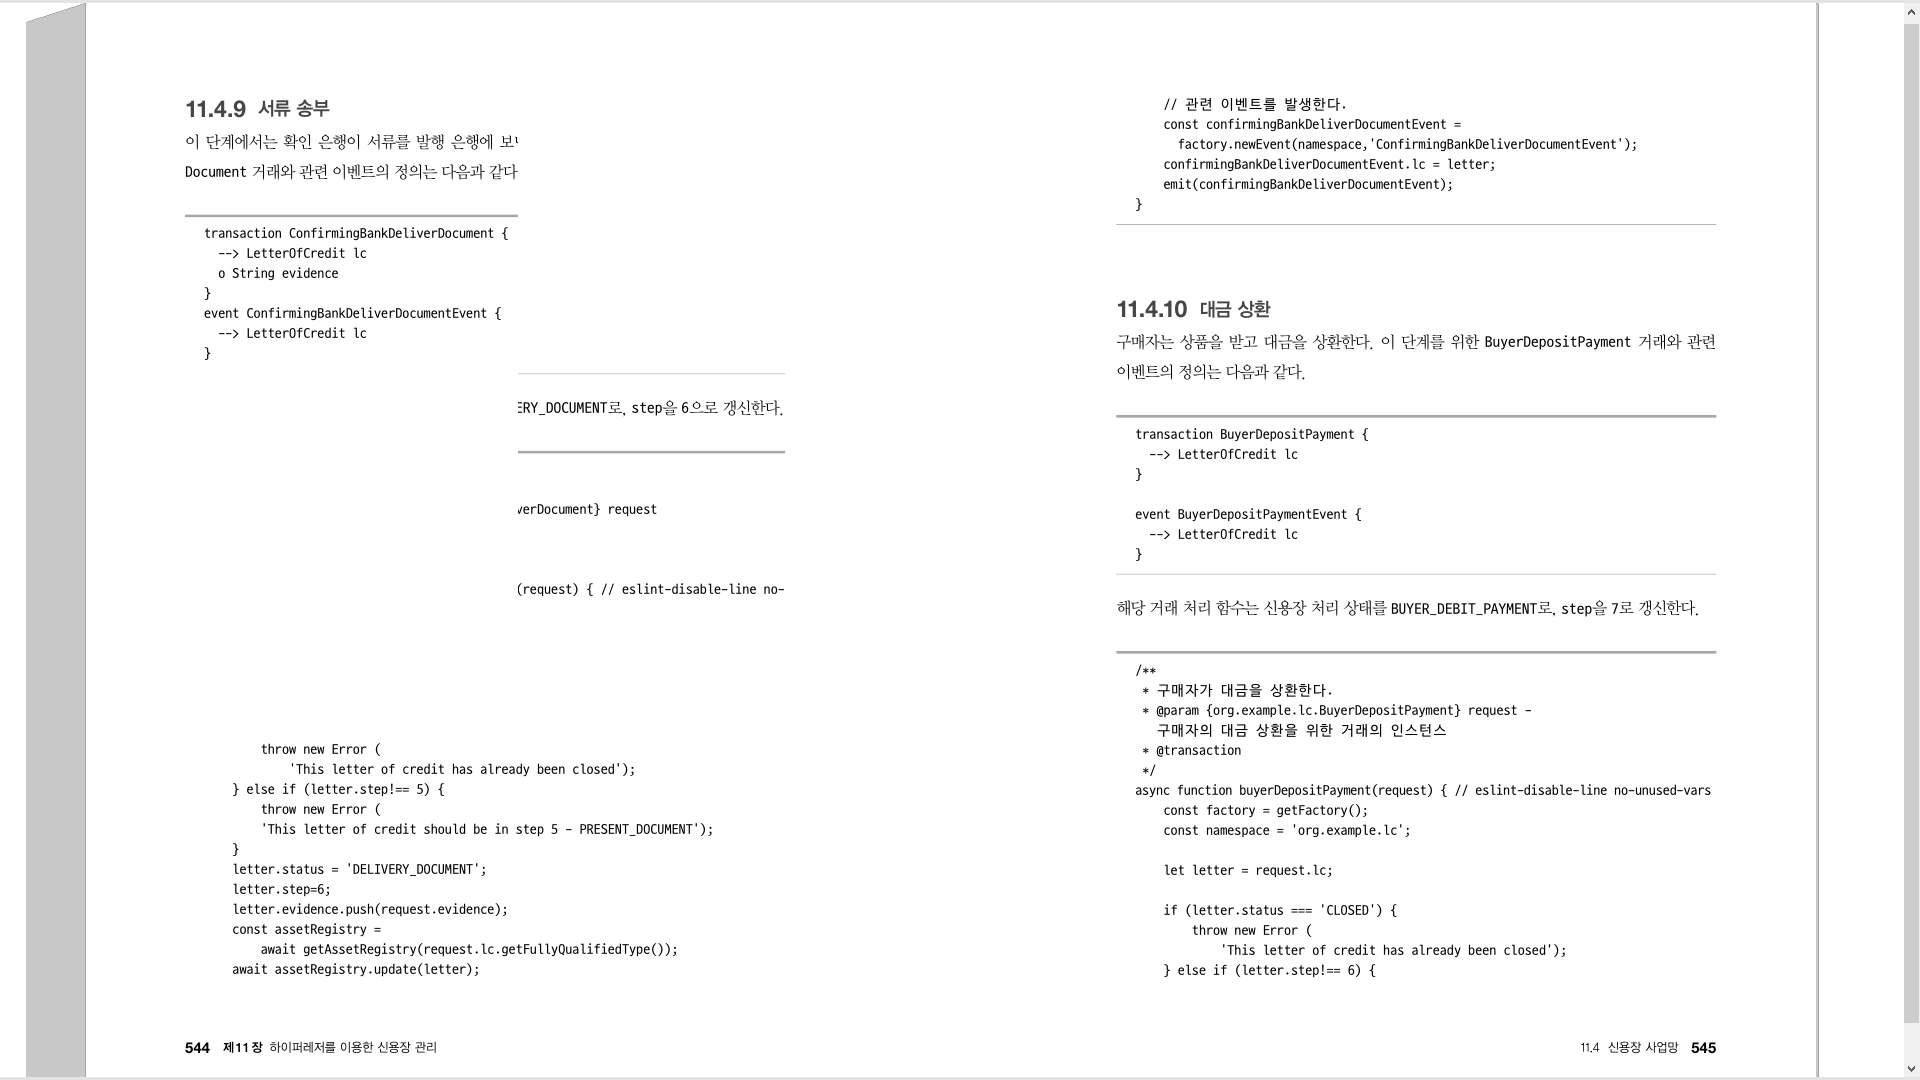 11.4.9 서류 송부
이 단계에서는 확인 은행이 서류를 발행 은행에
Document 거래와 관련 이벤트의 정의는 다음과 같다
transaction ConfirmingBankDeliverDocument {
--> LetterOfCredit lc
o String evidence
}
event ConfirmingBankDeliverDocumentEvent {
--> LetterOfCredit lc
}
ERY_DOCUMENT로, step을 6으로 갱신한다.
verDocument} request
(request) { // eslint-disable-line no-
throw new Error (
'This letter of credit has already been closed');
} else if (letter.step!== 5) {
throw new Error (
'This letter of credit should be in step 5 - PRESENT_DOCUMENT');
}
letter.status = 'DELIVERY_DOCUMENT';
letter.step=6;
letter.evidence.push(request.evidence);
const assetRegistry =
await getAssetRegistry(request.lc.getFullyQualifiedType());
await assetRegistry.update(letter);
544 제11장 하이퍼레저를 이용한 신용장 관리
// 관련 이벤트를 발생한다.
const confirmingBankDeliverDocumentEvent =
factory.newEvent(namespace,'ConfirmingBankDeliverDocumentEvent');
confirmingBankDeliverDocumentEvent.lc = letter;
emit(confirmingBankDeliverDocumentEvent);
}
11.4.10 대금 상환
구매자는 상품을 받고 대금을 상환한다. 이 단계를 위한 BuyerDepositPayment 거래와 관련
이벤트의 정의는 다음과 같다.
transaction BuyerDepositPayment {
--> LetterOfCredit lc
}
event BuyerDepositPaymentEvent {
--> LetterOfCredit lc
}
해당 거래 처리 함수는 신용장 처리 상태를 BUYER_DEBIT_PAYMENT로, step을 7로 갱신한다.
/**
* 구매자가 대금을 상환한다.
* @param {org.example.lc.BuyerDepositPayment} request -
구매자의 대금 상환을 위한 거래의 인스턴스
* @transaction
*/
async function buyerDepositPayment(request) { // eslint-disable-line no-unused-vars
const factory = getFactory();
const namespace = 'org.example.lc';
let letter = request.lc;
if (letter.status === 'CLOSED') {
throw new Error (
'This letter of credit has already been closed');
} else if (letter.step!== 6) {
11.4 신용장 사업망 545